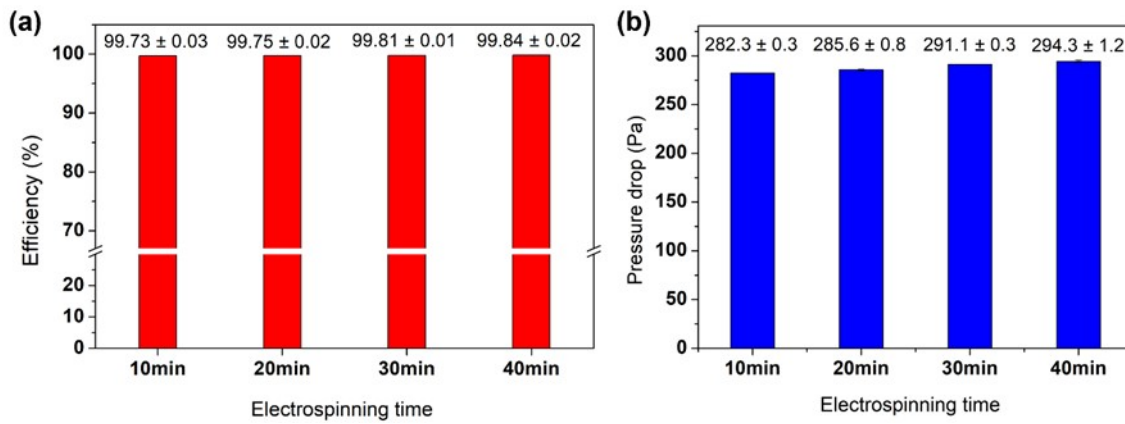 (a)
99.73 ± 0.03 99.75 ± 0.02 99.81 ± 0.01 99.84 ± 0.02
100
90
80
70
20
10
0
Efficiency (%)
10min 20min 30min 40min
Electrospinning time
(b)
282.3 ± 0.3 285.6 ± 0.8 291.1 ± 0.3 294.3 ± 1.2
300
250
200
150
100
50
0
Pressure drop (Pa)
10min 20min 30min 40min
Electrospinning time